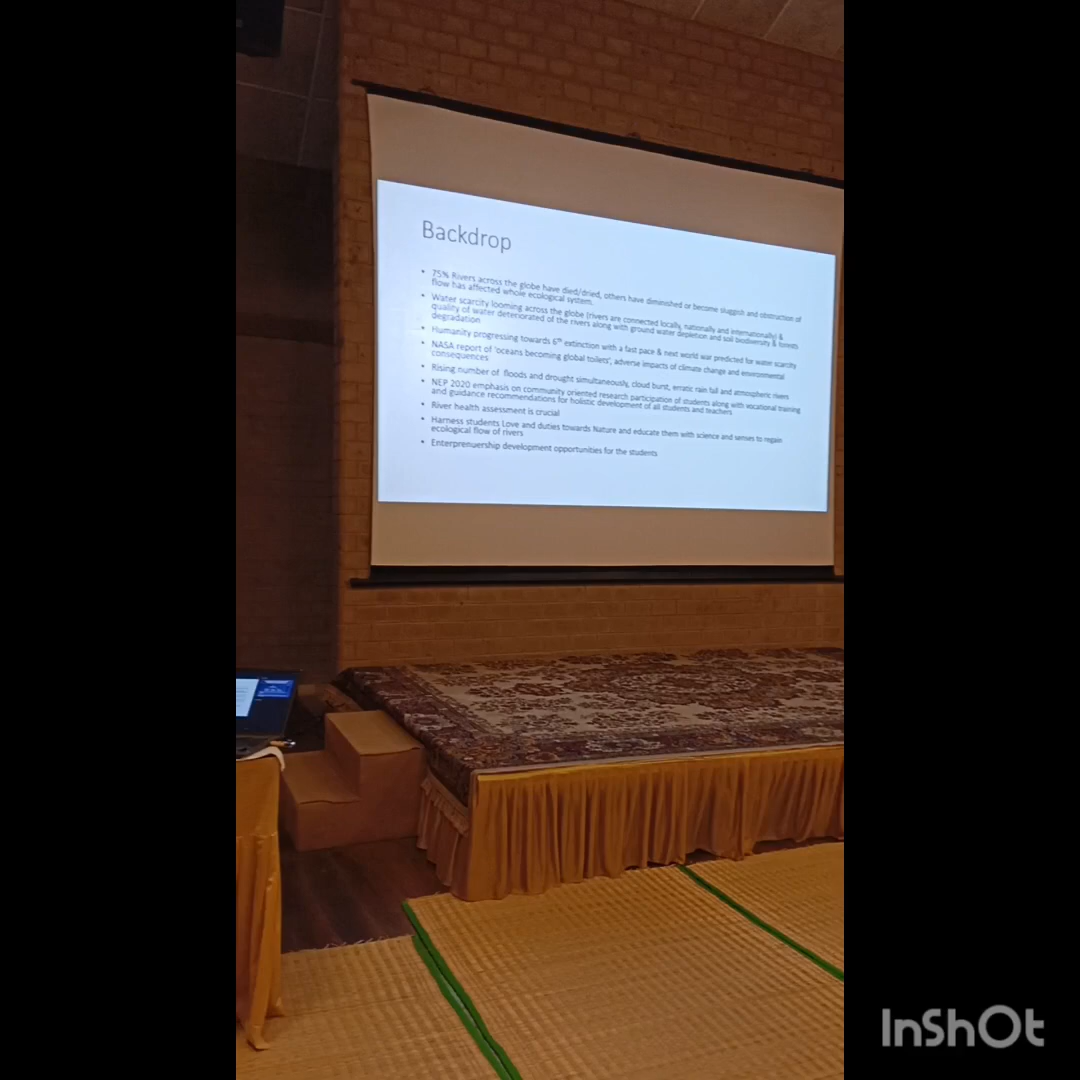 Backdrop
• 75% Rivers across the globe have died/dried, others have diminished or become sluggish and obstruction of
flow has affected whole ecological system.
• Water scarcity looming across the globe (rivers are connected locally, nationally and internationally) &
quality of water deteriorated of the rivers along with ground water depletion and soil biodiversity & forests
degradation
• Humanity progressing towards 6th extinction with a fast pace & next world war predicted for water scarcity
• NASA report of 'oceans becoming global toilets', adverse impacts of climate change and environmental
consequences
• Rising number of floods and drought simultaneously, cloud burst, erratic rain fall and atmospheric rivers
• NEP 2020 emphasis on community oriented research participation of students along with vocational training
and guidance recommendations for holistic development of all students and teachers
• River health assessment is crucial
• Harness students Love and duties towards Nature and educate them with science and senses to regain
ecological flow of rivers
• Enterprenuership development opportunities for the students
InShOt